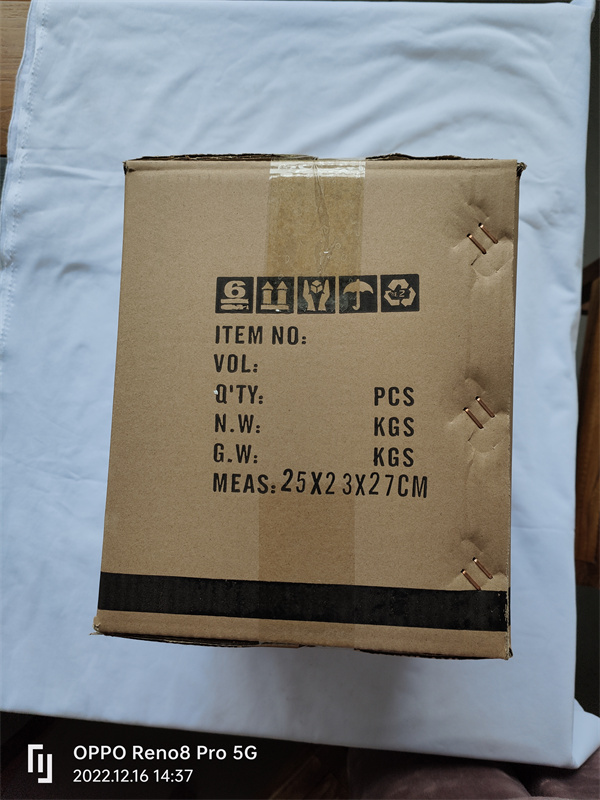 6
ITEM NO:
VOL:
Q'TY: PCS
N.W: KGS
G.W: KGS
MEAS: 25X23X27CM
OPPO Reno8 Pro 5G
2022.12.16 14:37